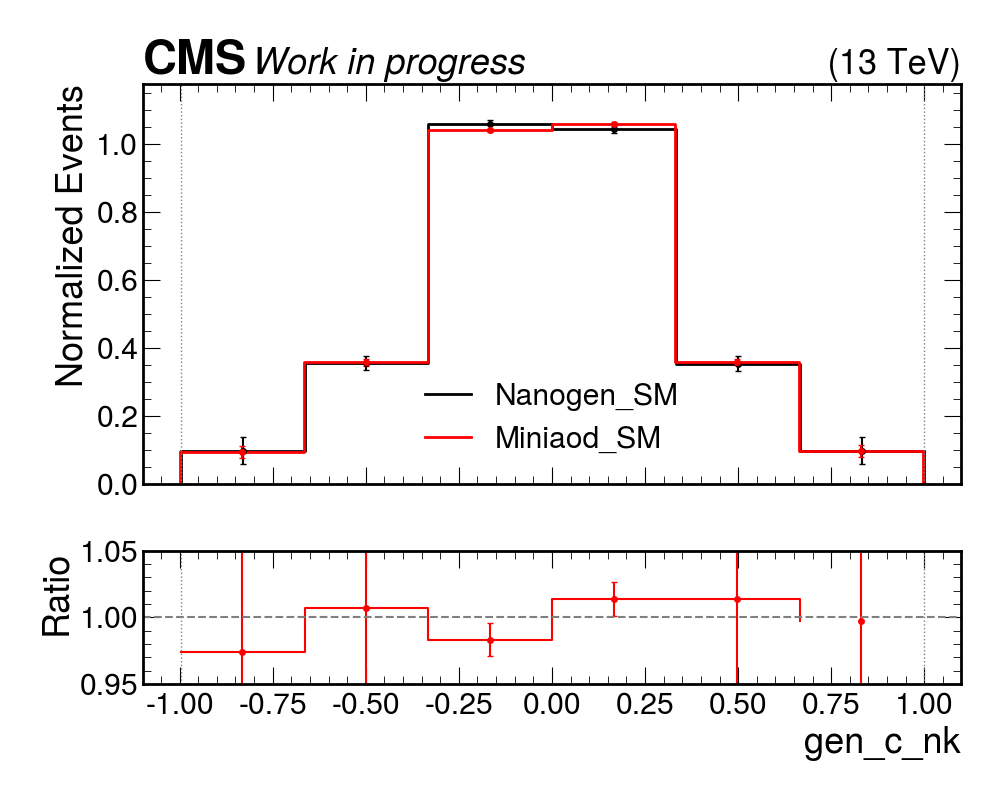 CMS Work in progress (13 TeV)
Normalized Events
1.0
0.8
0.6
0.4
0.2
0.0
Nanogen_SM
Miniaod_SM
Ratio
1.05
1.00
0.95
-1.00 -0.75 -0.50 -0.25 0.00 0.25 0.50 0.75 1.00
gen_c_nk